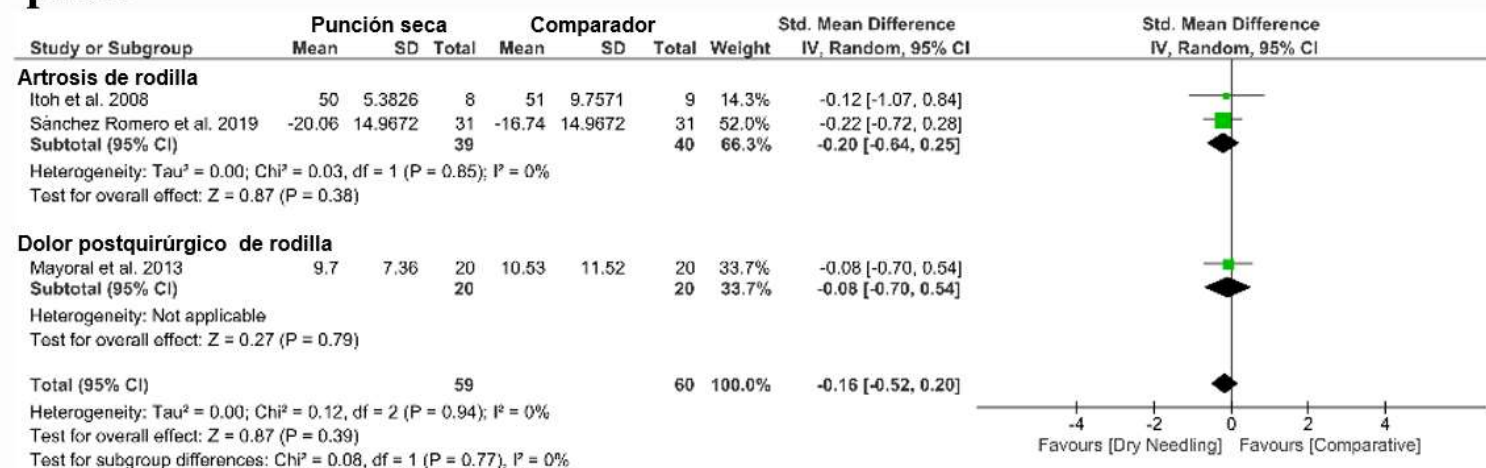 Punción seca Comparador Std. Mean Difference Std. Mean Difference
Study or Subgroup Mean SD Total Mean SD Total Weight IV, Random, 95% CI IV, Random, 95% CI
Artrosis de rodilla
Itoh et al. 2008 50 5.3826 8 51 9.7571 9 14.3% -0.12 [-1.07, 0.84]
Sánchez Romero et al. 2019 -20.06 14.9672 31 -16.74 14.9672 31 52.0% -0.22 [-0.72, 0.28]
Subtotal (95% CI) 39 40 66.3% -0.20 [-0.64, 0.25]
Heterogeneity: Tau² = 0.00; Chi² = 0.03, df = 1 (P = 0.85); I² = 0%
Test for overall effect: Z = 0.87 (P = 0.38)
Dolor postquirúrgico de rodilla
Mayoral et al. 2013 9.7 7.36 20 10.53 11.52 20 33.7% -0.08 [-0.70, 0.54]
Subtotal (95% CI) 20 20 33.7% -0.08 [-0.70, 0.54]
Heterogeneity: Not applicable
Test for overall effect: Z = 0.27 (P = 0.79)
Total (95% CI) 59 60 100.0% -0.16 [-0.52, 0.20]
Heterogeneity: Tau² = 0.00; Chi² = 0.12, df = 2 (P = 0.94); I² = 0%
Test for overall effect: Z = 0.87 (P = 0.39)
Test for subgroup differences: Chi² = 0.08, df = 1 (P = 0.77), I² = 0%
-4 -2 0 2 4
Favours [Dry Needling] Favours [Comparative]